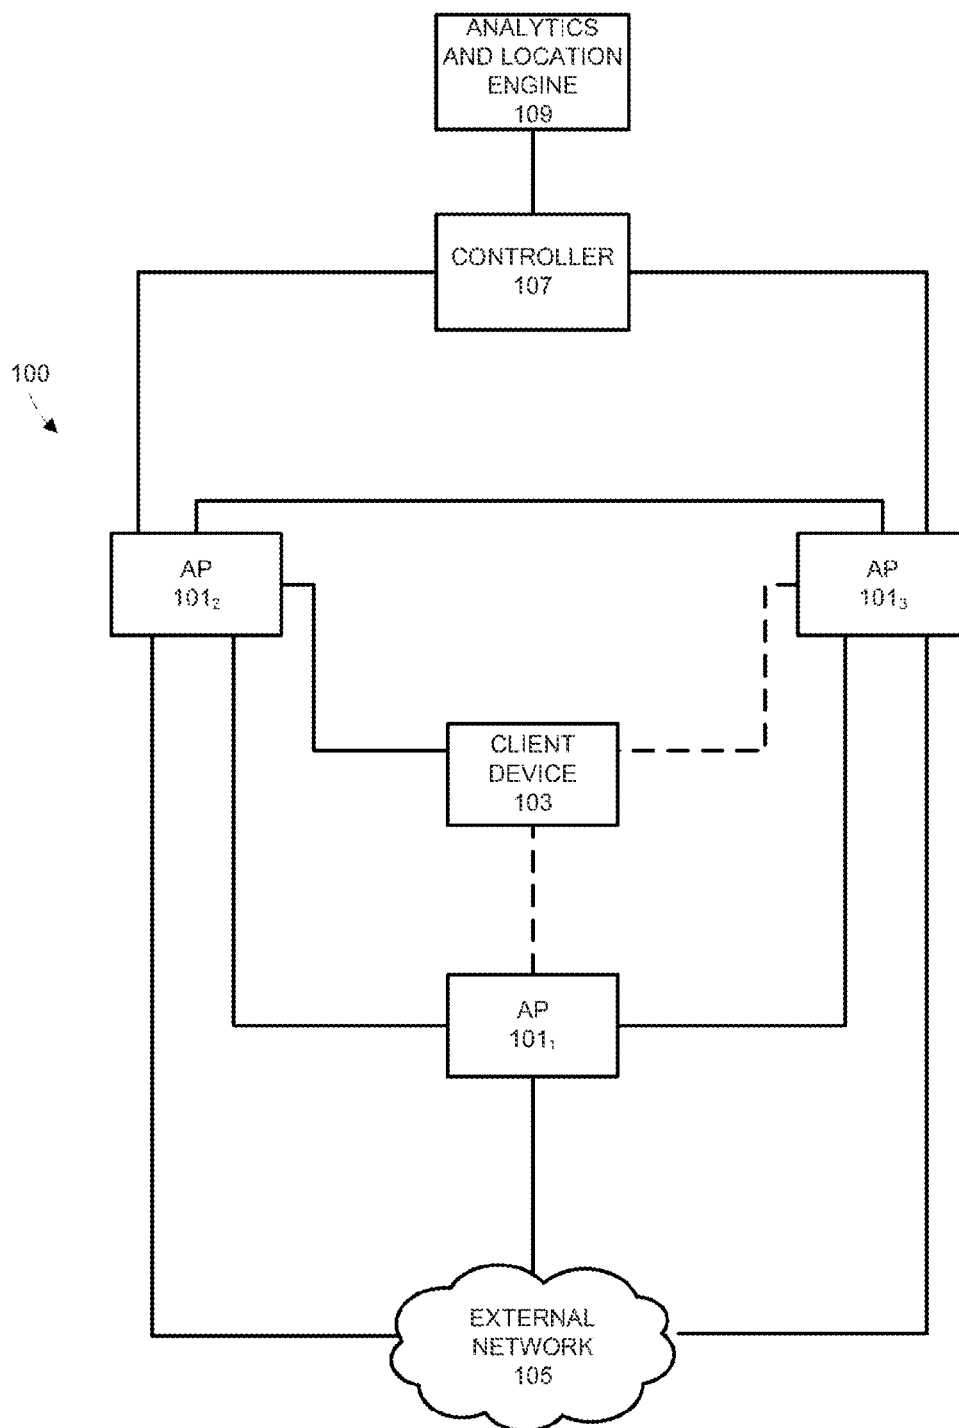 ANALYTICS
AND LOCATION
ENGINE
109
CONTROLLER
107
100
AP
101₂
AP
101₃
CLIENT
DEVICE
103
AP
101₁
EXTERNAL
NETWORK
105